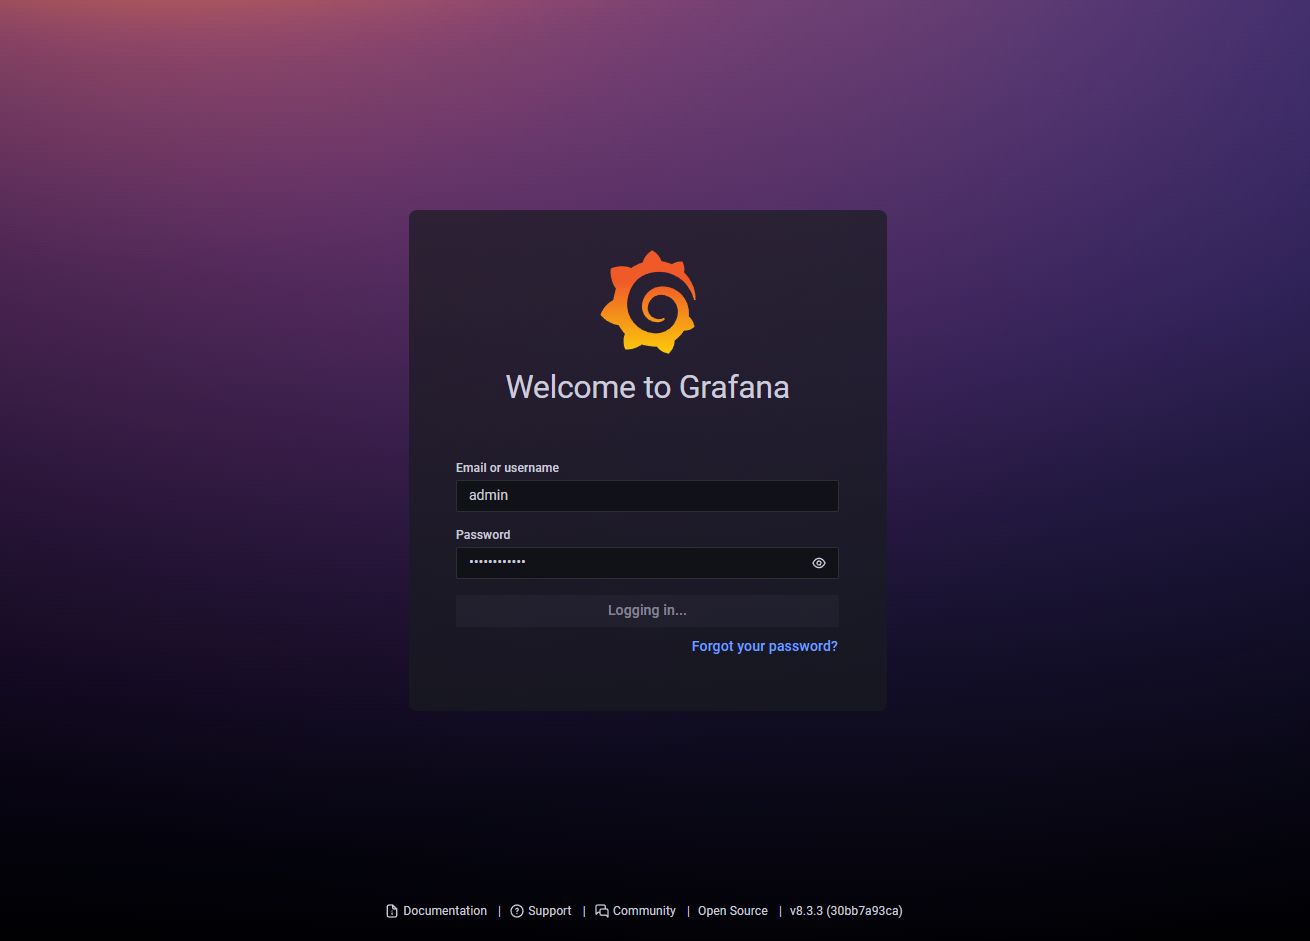 Welcome to Grafana
Email or username
admin
Password
••••••••••••
Logging in...
Forgot your password?
Documentation | Support | Community | Open Source | v8.3.3 (30bb7a93ca)